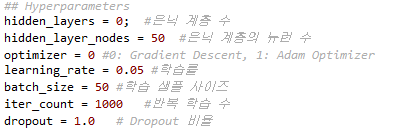 ## Hyperparameters
hidden_layers = 0;  #은닉 계층 수
hidden_layer_nodes = 50  #은닉 계층의 뉴런 수
optimizer = 0 #0: Gradient Descent, 1: Adam Optimizer
learning_rate = 0.05 #학습률
batch_size = 50 #학습 샘플 사이즈
iter_count = 1000   #반복 학습 수
dropout = 1.0   # Dropout 비율